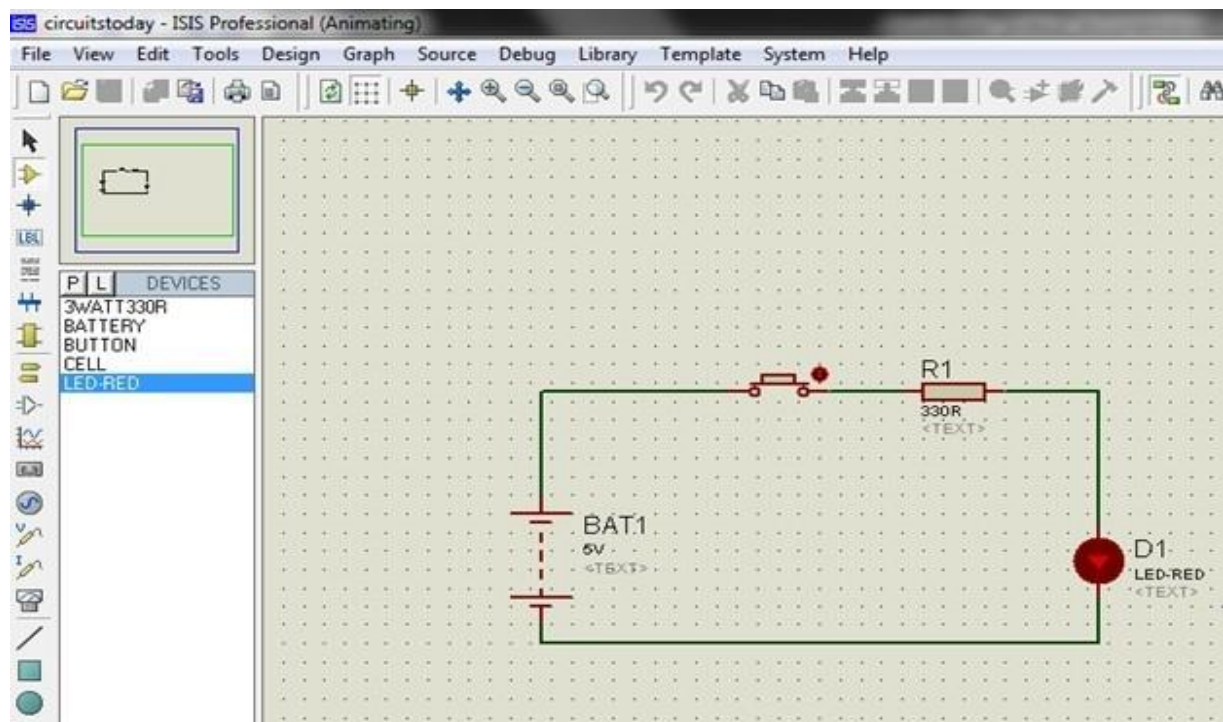 ISIS circuitstoday - ISIS Professional (Animating)
File View Edit Tools Design Graph Source Debug Library Template System Help
LBL
P L DEVICES
3WATT330R
BATTERY
BUTTON
CELL
LED-RED
R1
330R
<TEXT>
BAT1
5V
<TEXT>
D1
LED-RED
<TEXT>
V
I